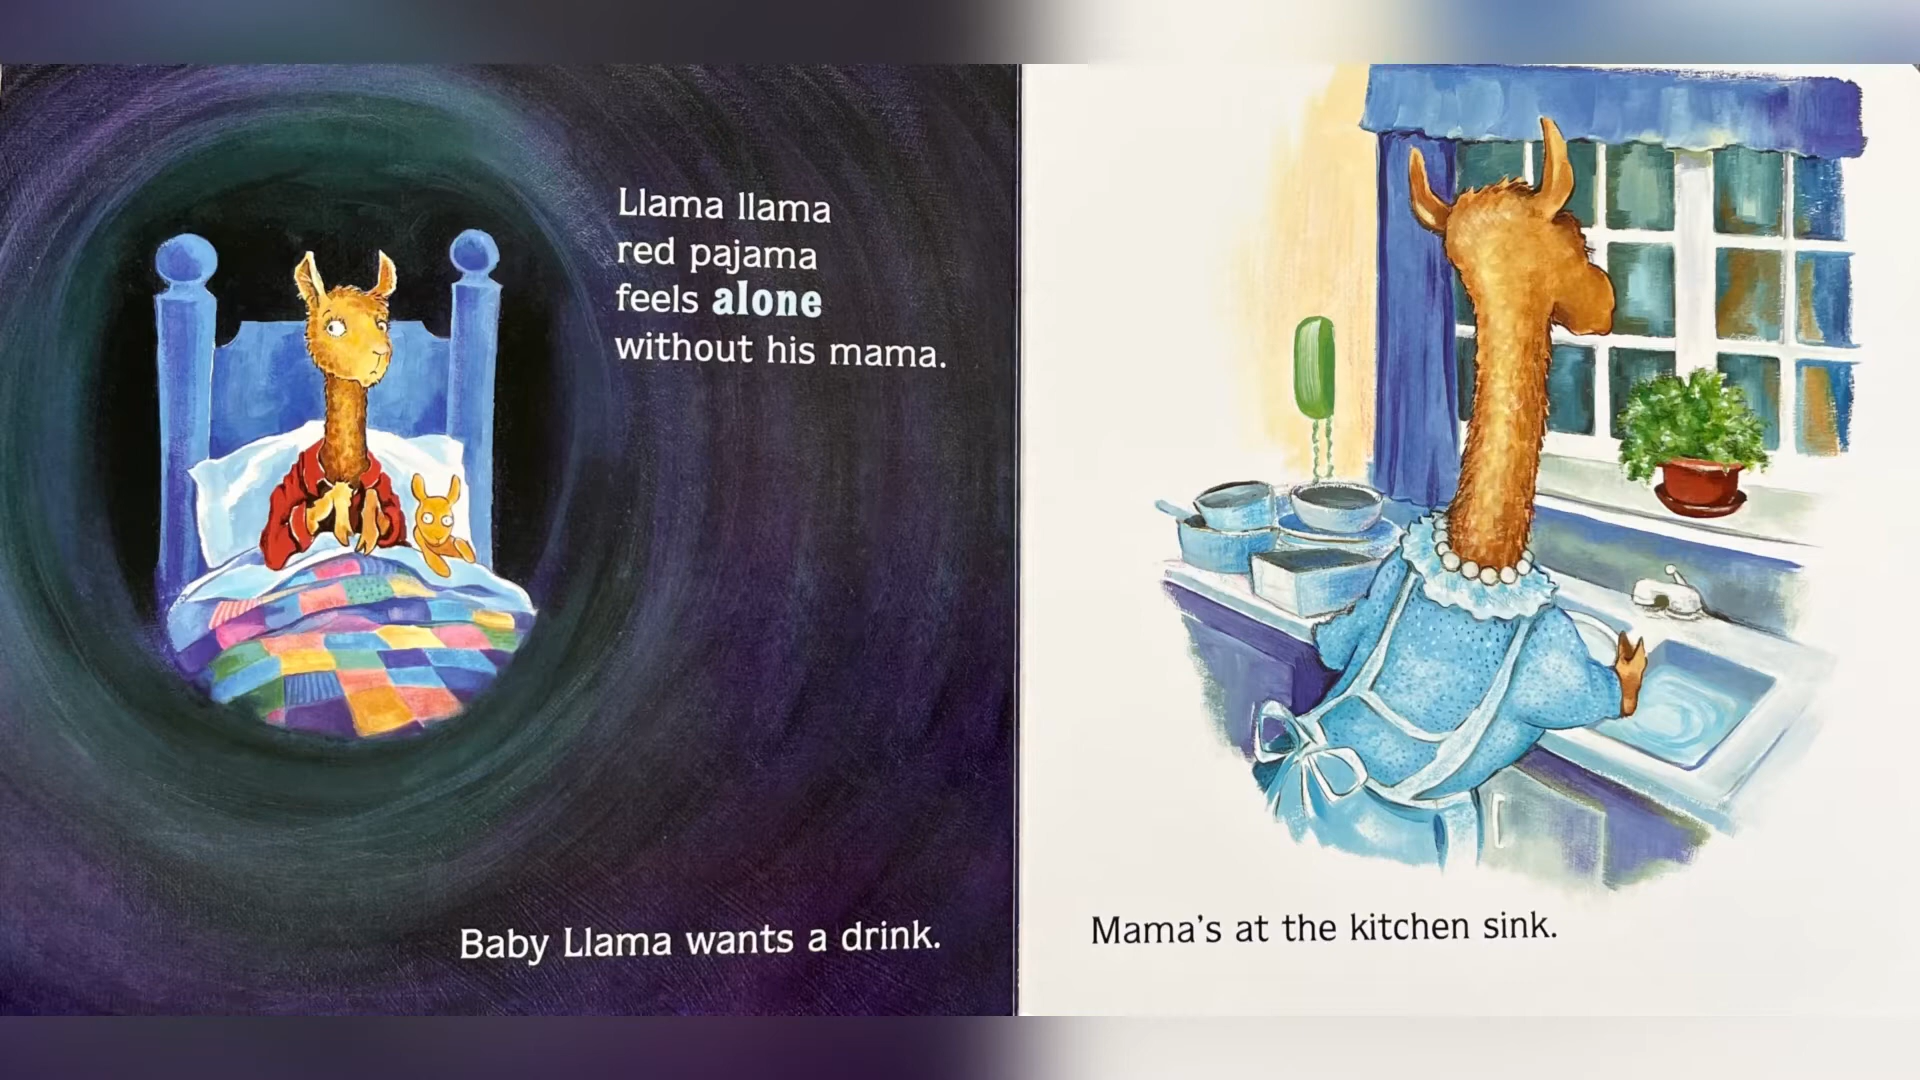 Llama llama
red pajama
feels alone
without his mama.
Baby Llama wants a drink.
Mama's at the kitchen sink.